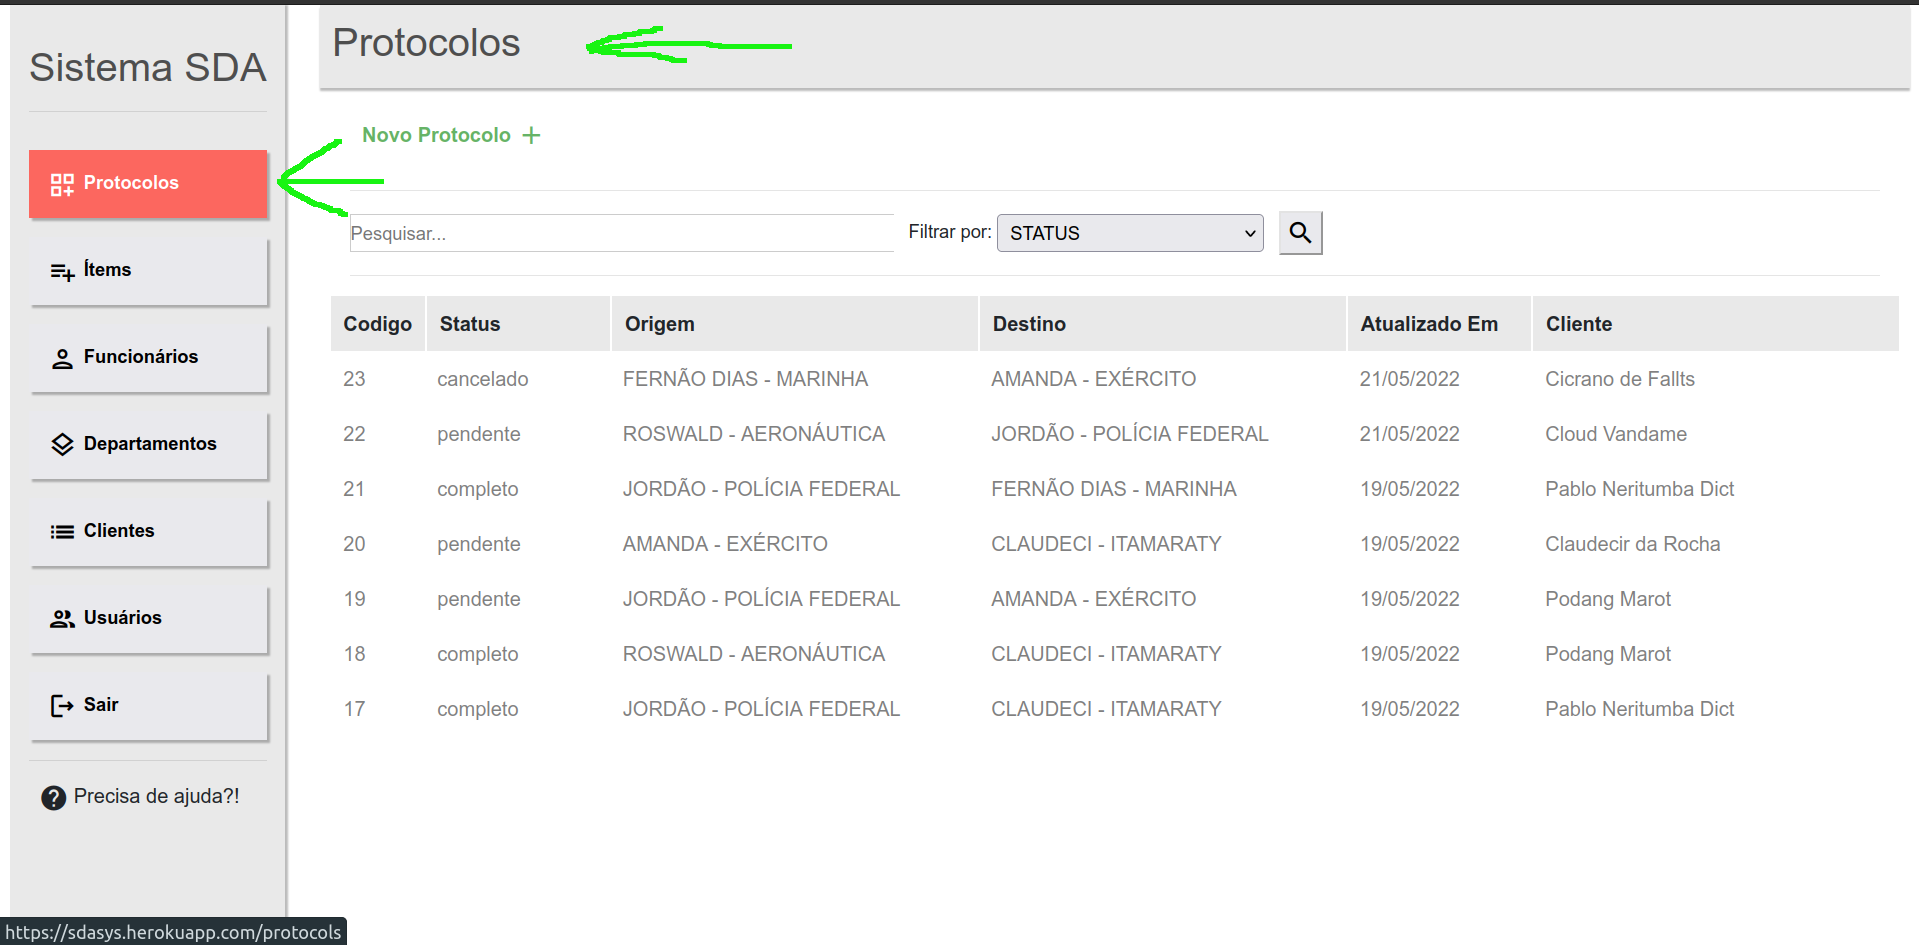 Sistema SDA
Protocolos
Ítems
Funcionários
Departamentos
Clientes
Usuários
Sair
Precisa de ajuda?!
Protocolos
Novo Protocolo +
Pesquisar... Filtrar por: STATUS
Codigo Status Origem Destino Atualizado Em Cliente
23 cancelado FERNÃO DIAS - MARINHA AMANDA - EXÉRCITO 21/05/2022 Cicrano de Fallts
22 pendente ROSWALD - AERONÁUTICA JORDÃO - POLÍCIA FEDERAL 21/05/2022 Cloud Vandame
21 completo JORDÃO - POLÍCIA FEDERAL FERNÃO DIAS - MARINHA 19/05/2022 Pablo Neritumba Dict
20 pendente AMANDA - EXÉRCITO CLAUDECI - ITAMARATY 19/05/2022 Claudecir da Rocha
19 pendente JORDÃO - POLÍCIA FEDERAL AMANDA - EXÉRCITO 19/05/2022 Podang Marot
18 completo ROSWALD - AERONÁUTICA CLAUDECI - ITAMARATY 19/05/2022 Podang Marot
17 completo JORDÃO - POLÍCIA FEDERAL CLAUDECI - ITAMARATY 19/05/2022 Pablo Neritumba Dict
https://sdasys.herokuapp.com/protocols